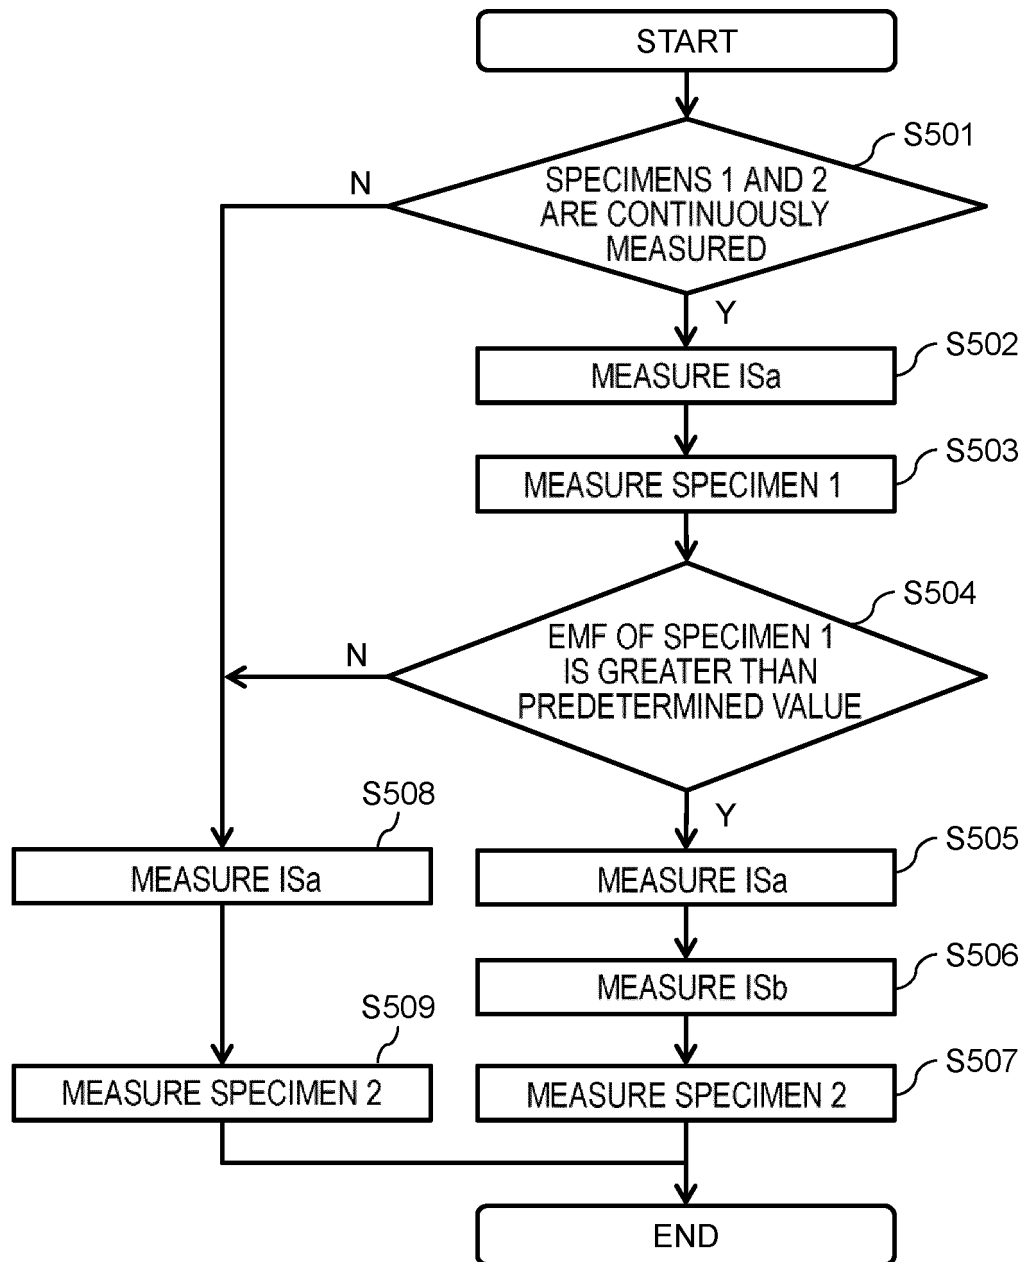 START
S501
N
SPECIMENS 1 AND 2
ARE CONTINUOUSLY
MEASURED
Y
S502
MEASURE ISa
S503
MEASURE SPECIMEN 1
S504
N
EMF OF SPECIMEN 1
IS GREATER THAN
PREDETERMINED VALUE
Y
S508
MEASURE ISa
S505
MEASURE ISa
S506
MEASURE ISb
S509
MEASURE SPECIMEN 2
S507
MEASURE SPECIMEN 2
END